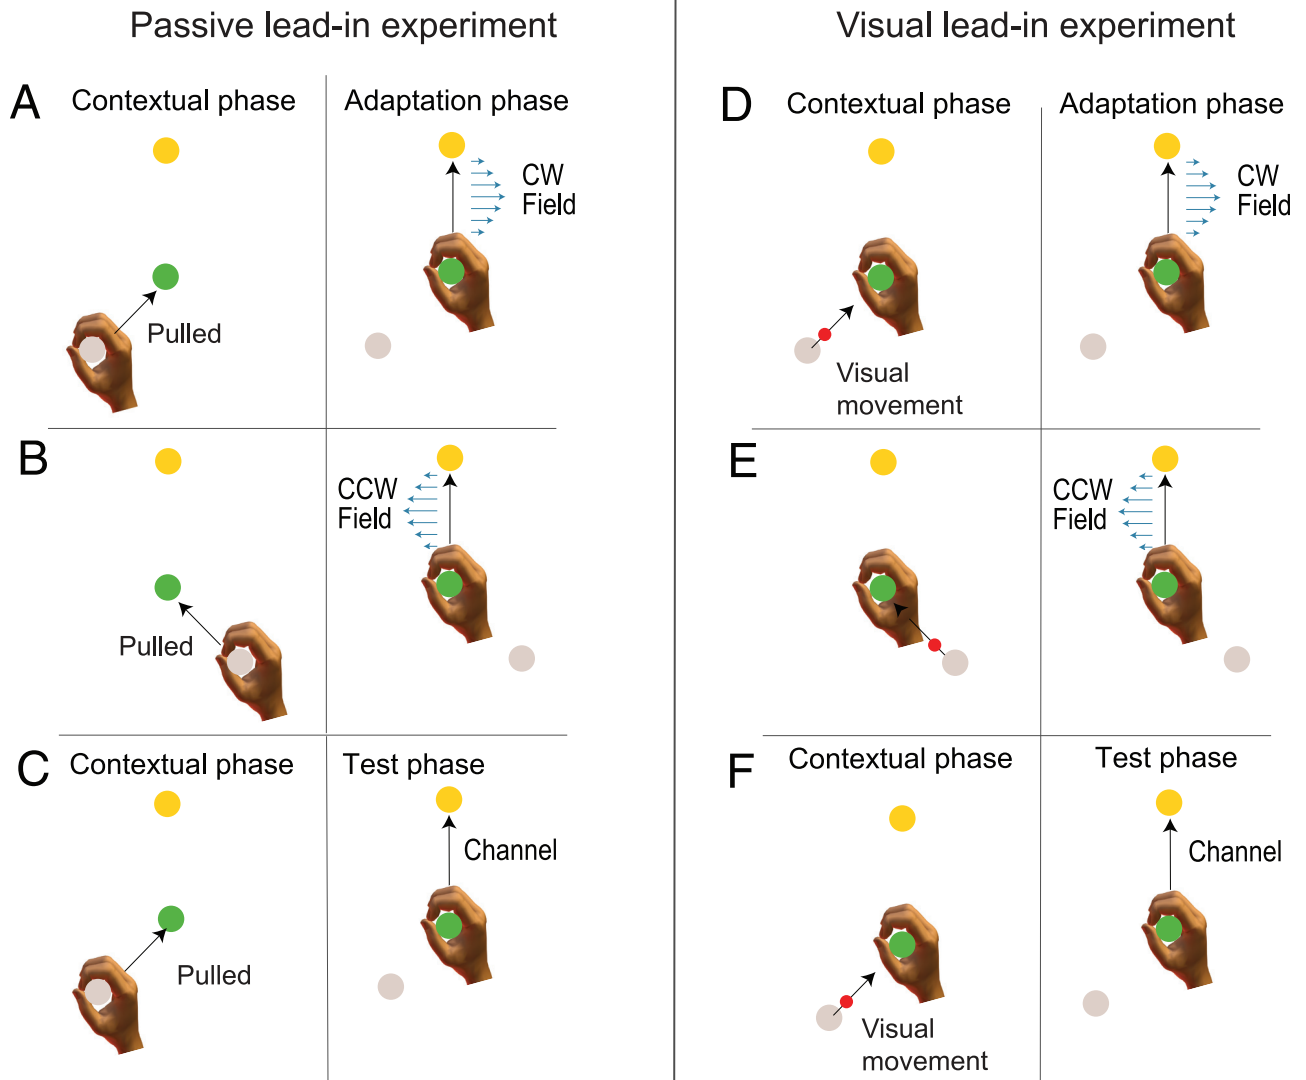 Passive lead-in experiment
A
Contextual phase
Adaptation phase
CW
Field
Pulled
B
CCW
Field
Pulled
C
Contextual phase
Test phase
Channel
Pulled
Visual lead-in experiment
D
Contextual phase
Adaptation phase
CW
Field
Visual
movement
E
CCW
Field
F
Contextual phase
Test phase
Channel
Visual
movement